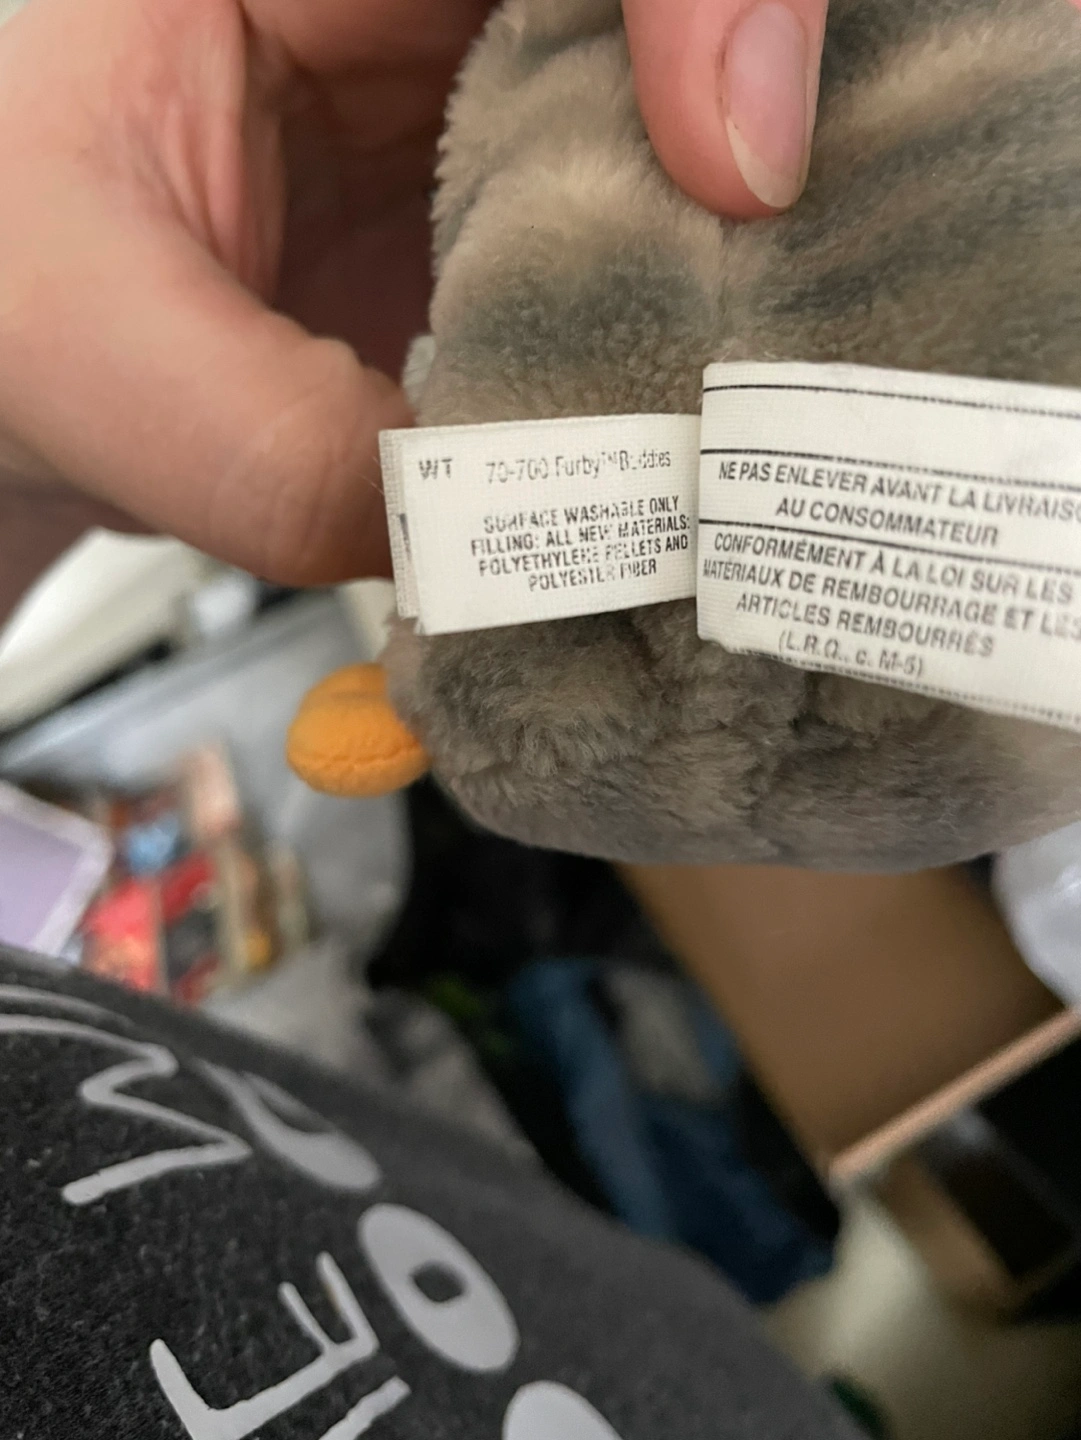 WT 70-700 Furby™ Buddies
SURFACE WASHABLE ONLY
FILLING: ALL NEW MATERIALS:
POLYETHYLENE PELLETS AND
POLYESTER FIBER
NE PAS ENLEVER AVANT LA
AU CONSOMMATEUR
CONFORMÉMENT À LA LOI SUR LES
MATÉRIAUX DE REMBOURRAGE ET LES
ARTICLES REMBOURRÉS
(L.R.Q., c. M-5)